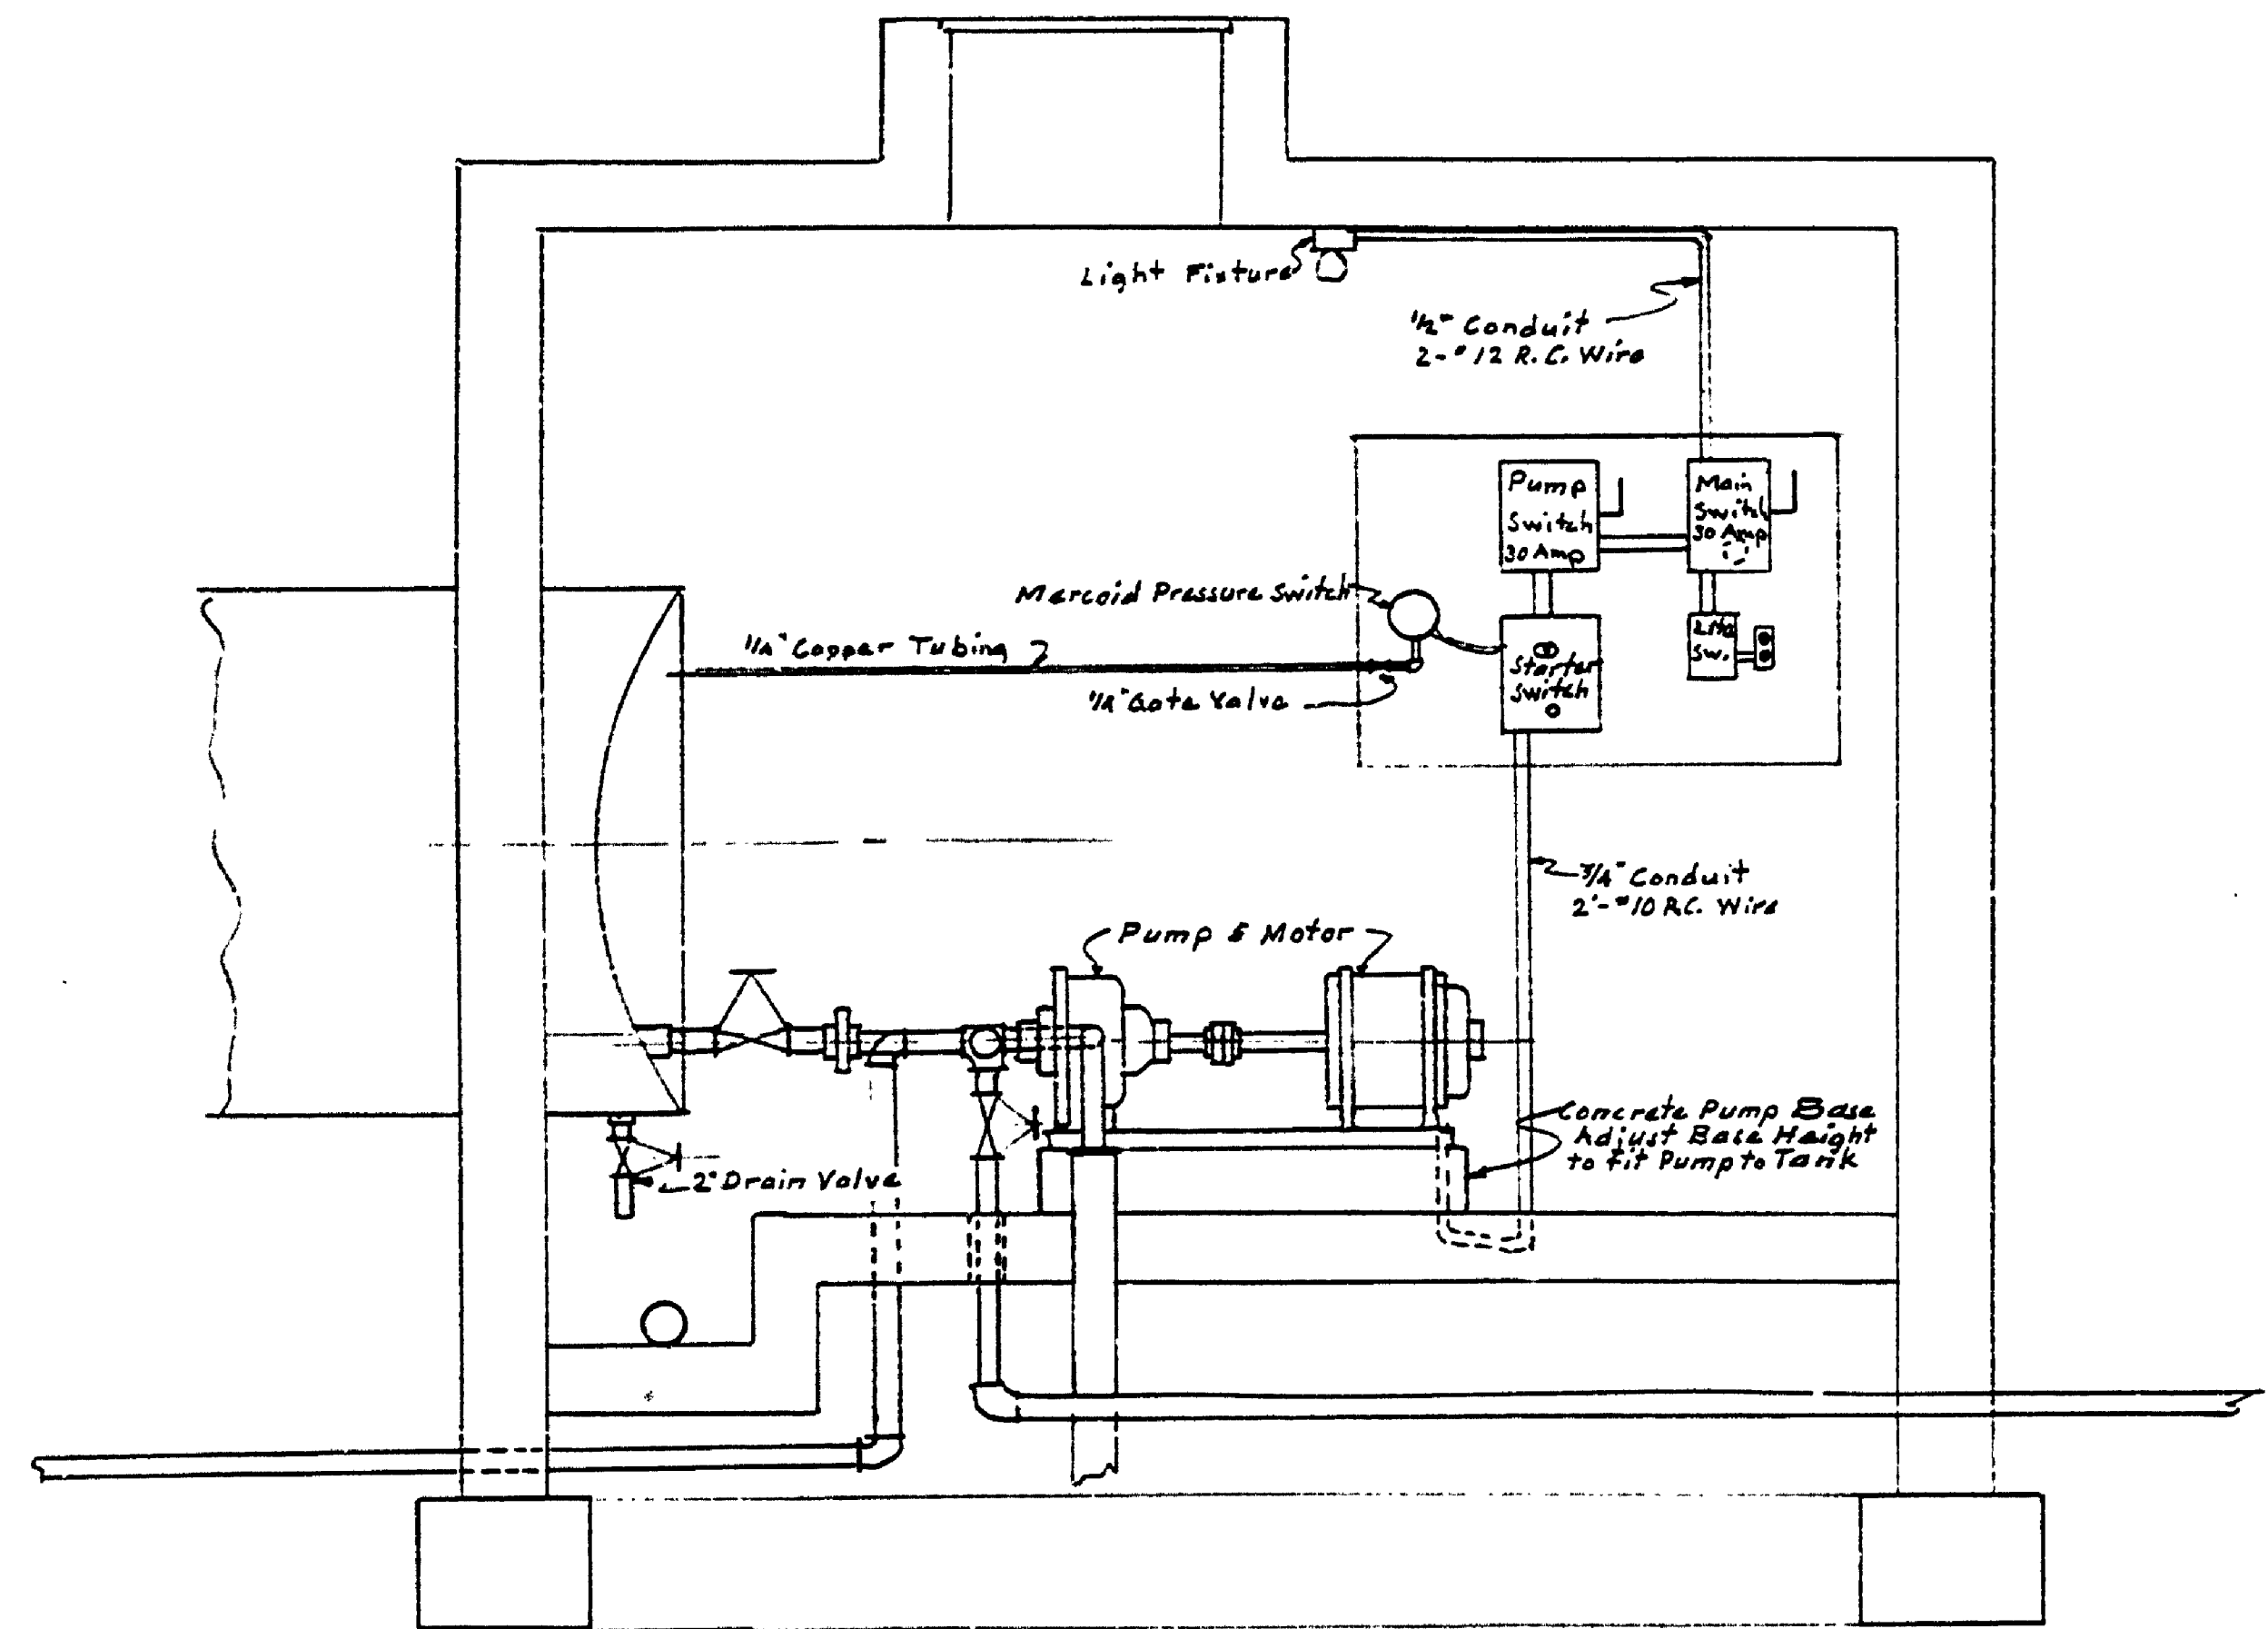 Light Fixture
1/2" Conduit
2-#12 R.C. Wire
Pump
Switch
30 Amp
Main
Switch
30 Amp
Mercoid Pressure Switch
1/4" Copper Tubing
1/4" Gate Valve
Starter
Switch
Sw.
3/4" Conduit
2-#10 R.C. Wire
Pump & Motor
Concrete Pump Base
Adjust Base Height
to Fit Pump to Tank
2" Drain Valve